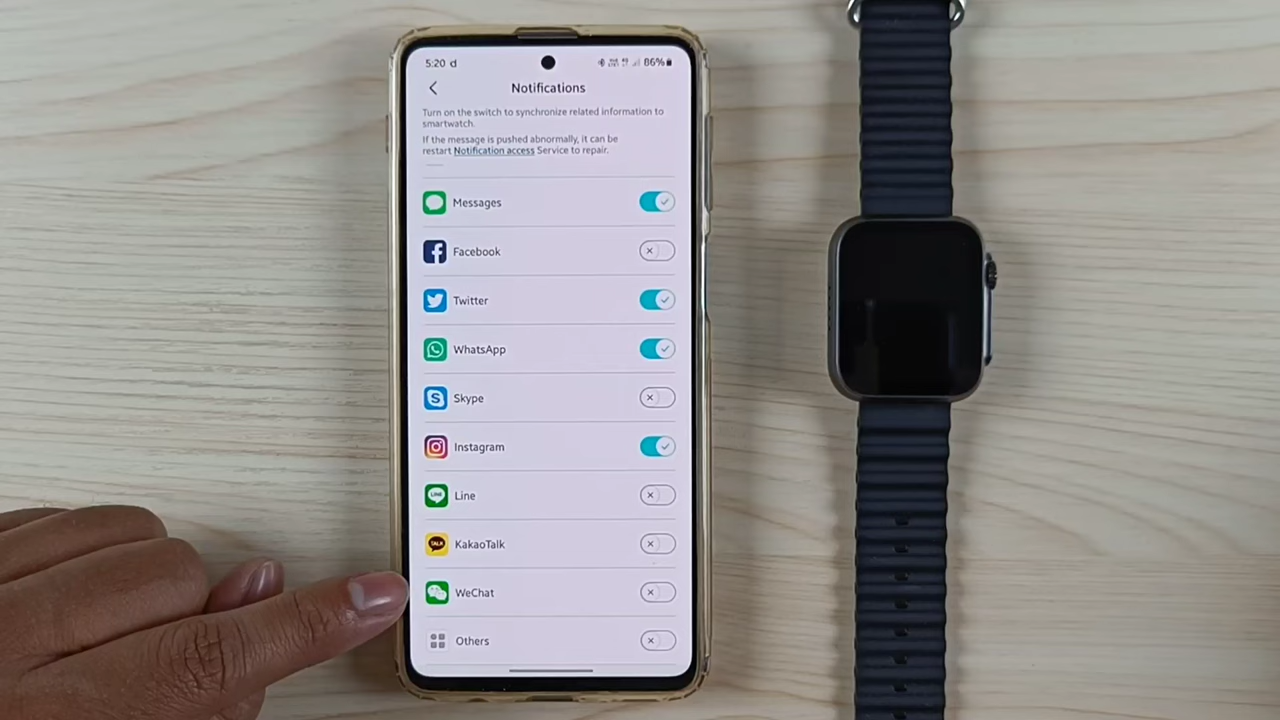 5:20 d 86%
Notifications
Turn on the switch to synchronize related information to
smartwatch.
If the message is pushed abnormally, it can be
restart Notification access Service to repair.
Messages
Facebook
Twitter
WhatsApp
Skype
Instagram
LINE Line
TALK KakaoTalk
WeChat
Others